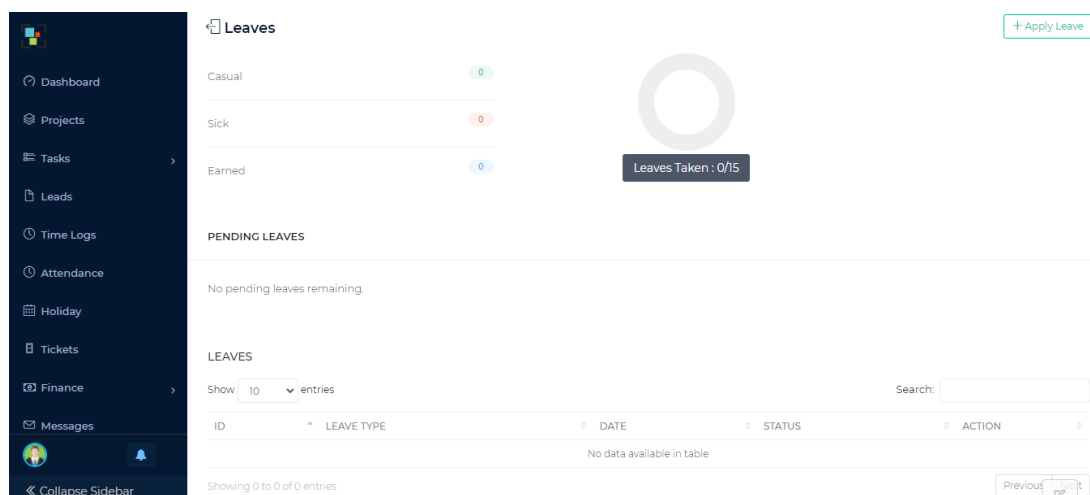 Leaves
+ Apply Leave
Dashboard
Projects
Tasks
Leads
Time Logs
Attendance
Holiday
Tickets
Finance
Messages
Collapse Sidebar
Casual 0
Sick 0
Earned 0
Leaves Taken : 0/15
PENDING LEAVES
No pending leaves remaining.
LEAVES
Show 10 entries
Search:
ID LEAVE TYPE DATE STATUS ACTION
No data available in table
Showing 0 to 0 of 0 entries
Previous Next